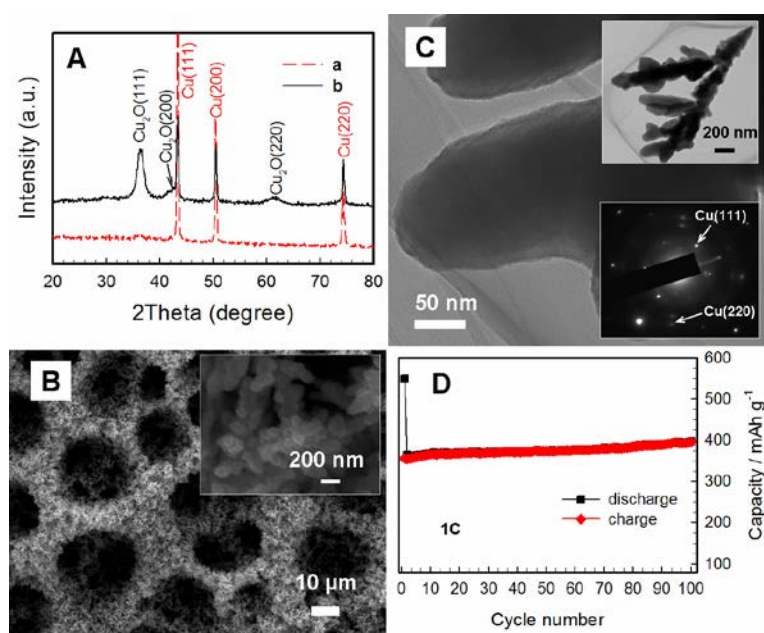 A
Intensity (a.u.)
Cu₂O(111)
Cu₂O(200)
Cu(111)
Cu(200)
Cu₂O(220)
Cu(220)
a
b
20 30 40 50 60 70 80
2Theta (degree)
C
200 nm
50 nm
Cu(111)
Cu(220)
B
200 nm
10 μm
D
600
500
400
300
200
100
Capacity / mAh g⁻¹
discharge
charge
1C
0 10 20 30 40 50 60 70 80 90 100
Cycle number